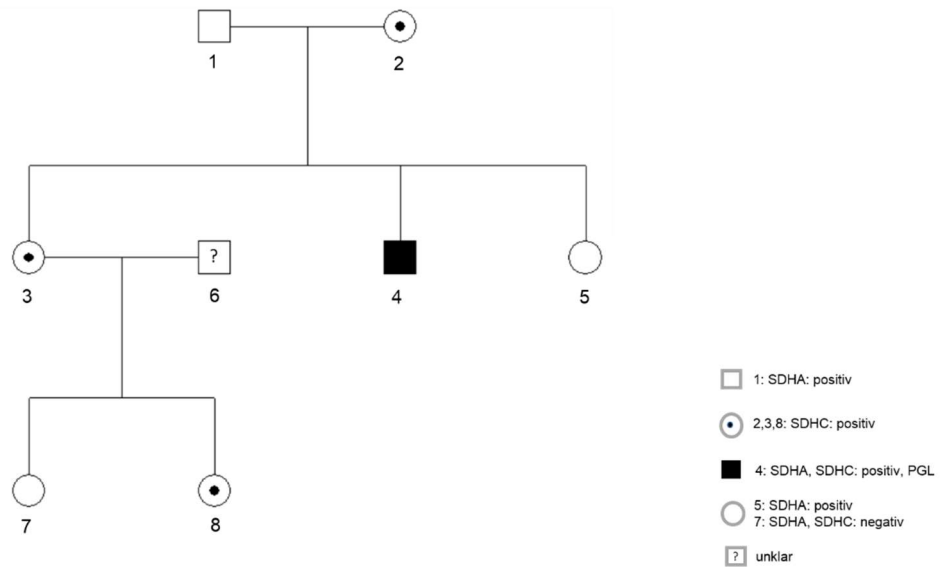 1
2
?
3
6
4
5
7
8
1: SDHA: positiv
2,3,8: SDHC: positiv
4: SDHA, SDHC: positiv, PGL
5: SDHA: positiv
7: SDHA, SDHC: negativ
? unklar